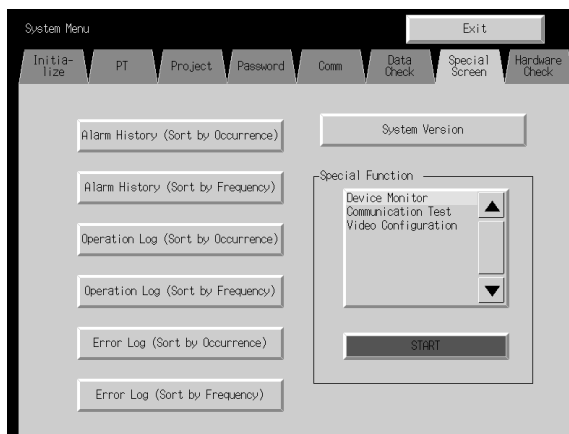 System Menu
Exit
Initia-
lize
PT
Project
Password
Comm
Data
Check
Special
Screen
Hardware
Check
Alarm History (Sort by Occurrence)
Alarm History (Sort by Frequency)
Operation Log (Sort by Occurrence)
Operation Log (Sort by Frequency)
Error Log (Sort by Occurrence)
Error Log (Sort by Frequency)
System Version
Special Function
Device Monitor
Communication Test
Video Configuration
START